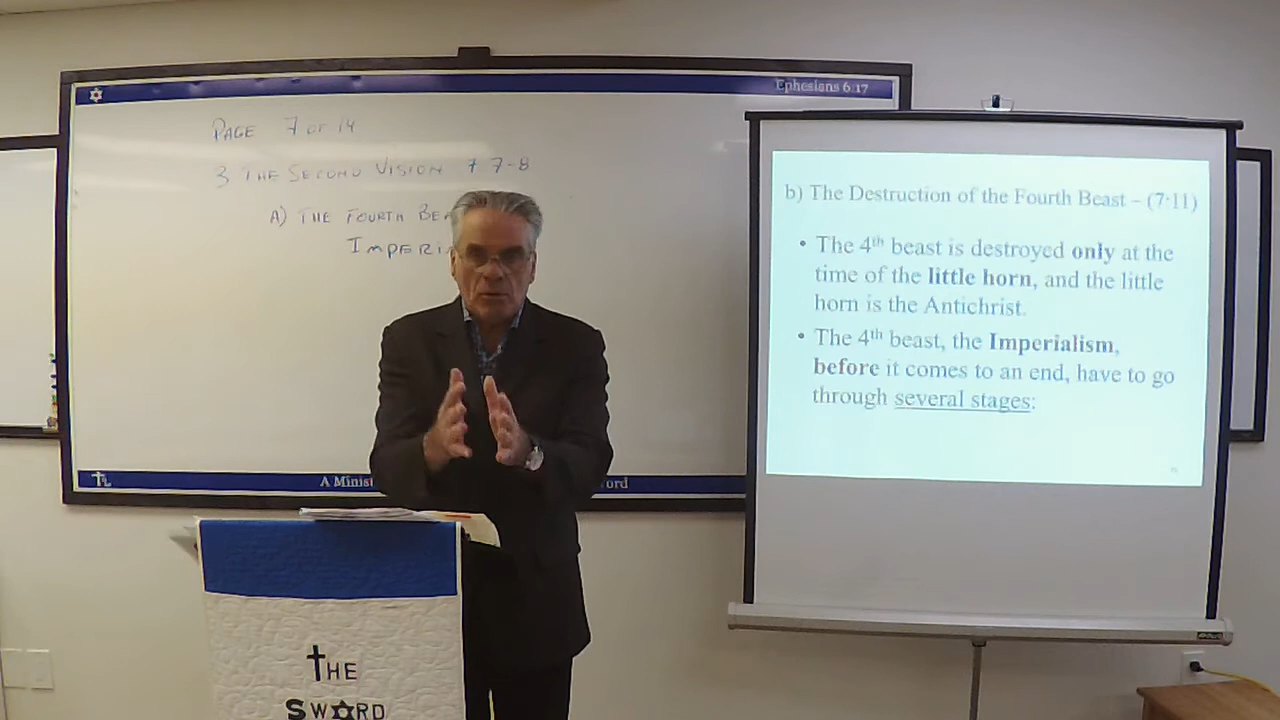 Ephesians 6:17
PAGE 7 OF 14
3 THE SECOND VISION 7 7-8
A) THE FOURTH BEA
IMPERI
A Minist
ord
b) The Destruction of the Fourth Beast – (7:11)
• The 4th beast is destroyed only at the
time of the little horn, and the little
horn is the Antichrist.
• The 4th beast, the Imperialism,
before it comes to an end, have to go
through several stages:
THE
SWORD